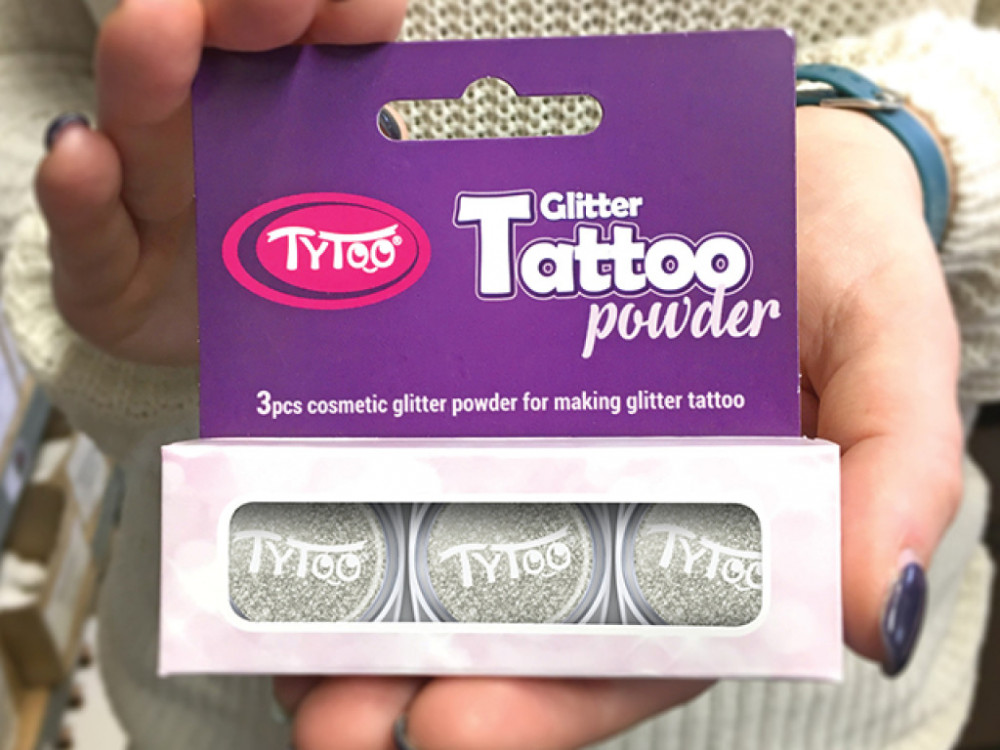 TyToo®
Glitter
Tattoo
powder
3pcs cosmetic glitter powder for making glitter tattoo
TyToo
TyToo
TyToo